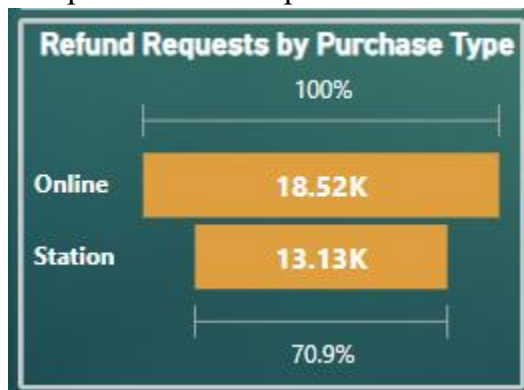 Refund Requests by Purchase Type
100%
Online 18.52K
Station 13.13K
70.9%